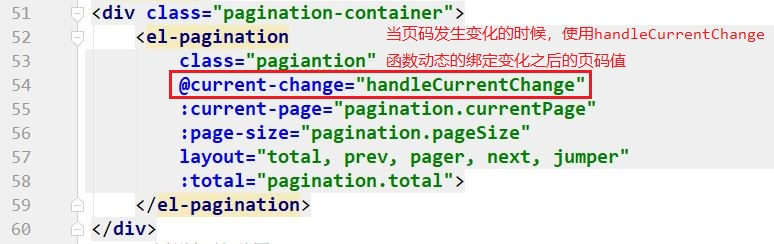 51 <div class="pagination-container">
52 <el-pagination 当页码发生变化的时候，使用handleCurrentChange
53 class="pagiantion" 函数动态的绑定变化之后的页码值
54 @current-change="handleCurrentChange"
55 :current-page="pagination.currentPage"
56 :page-size="pagination.pageSize"
57 layout="total, prev, pager, next, jumper"
58 :total="pagination.total">
59 </el-pagination>
60 </div>